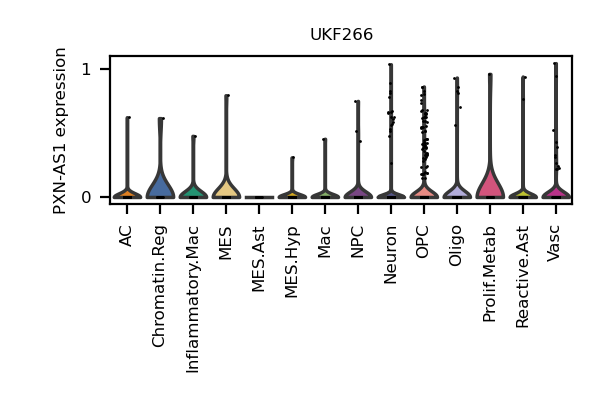 UKF266
PXN-AS1 expression
1
0
AC
Chromatin.Reg
Inflammatory.Mac
MES
MES.Ast
MES.Hyp
Mac
NPC
Neuron
OPC
Oligo
Prolif.Metab
Reactive.Ast
Vasc